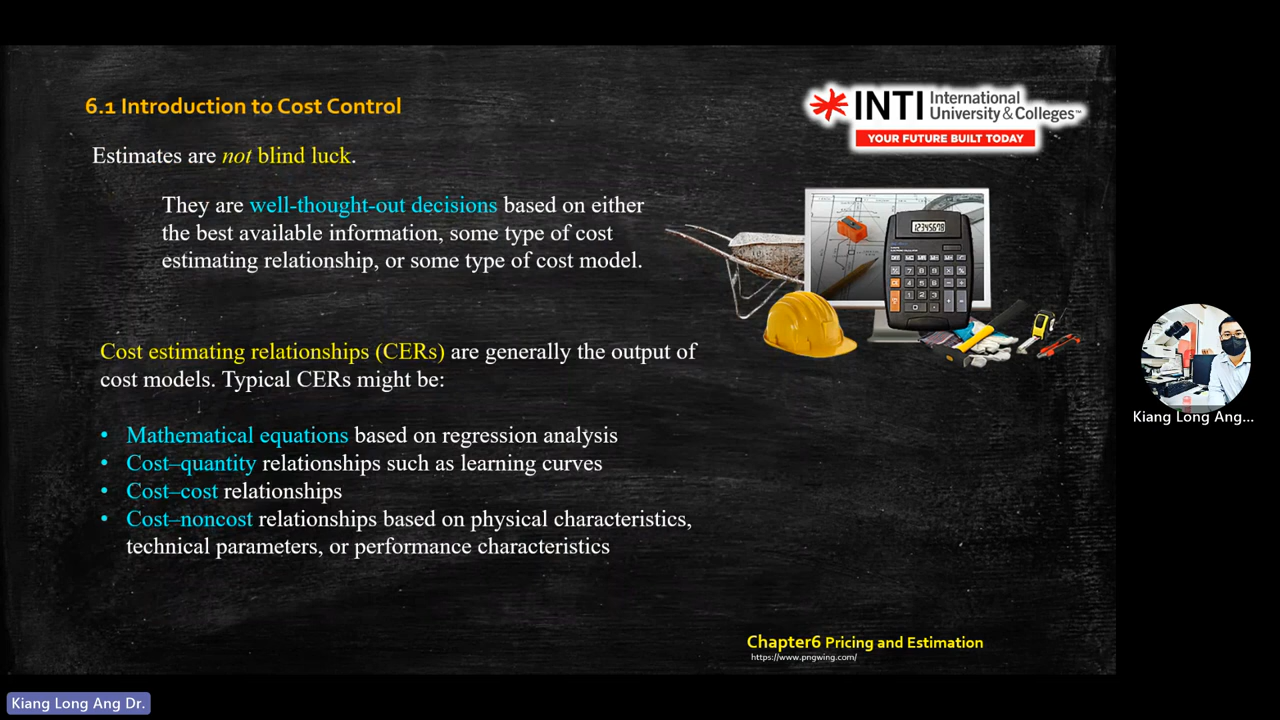 6.1 Introduction to Cost Control
INTI International
University & Colleges™
YOUR FUTURE BUILT TODAY
Estimates are not blind luck.
They are well-thought-out decisions based on either
the best available information, some type of cost
estimating relationship, or some type of cost model.
12345678
Cost estimating relationships (CERs) are generally the output of
cost models. Typical CERs might be:
• Mathematical equations based on regression analysis
• Cost–quantity relationships such as learning curves
• Cost–cost relationships
• Cost–noncost relationships based on physical characteristics,
technical parameters, or performance characteristics
Chapter6 Pricing and Estimation
https://www.pngwing.com/
Kiang Long Ang...
Kiang Long Ang Dr.